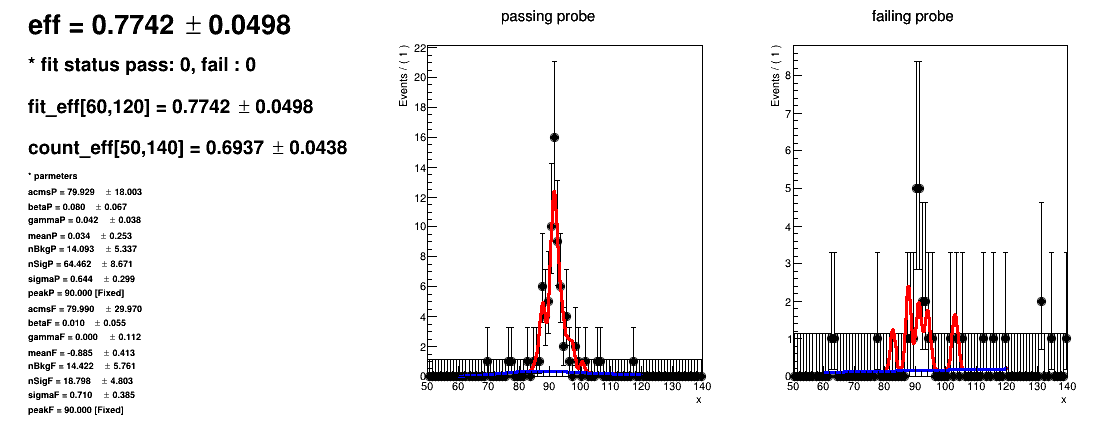 eff = 0.7742 ± 0.0498
* fit status pass: 0, fail : 0
fit_eff[60,120] = 0.7742 ± 0.0498
count_eff[50,140] = 0.6937 ± 0.0438
* parmeters
acmsP = 79.929 ± 18.003
betaP = 0.080 ± 0.067
gammaP = 0.042 ± 0.038
meanP = 0.034 ± 0.253
nBkgP = 14.093 ± 5.337
nSigP = 64.462 ± 8.671
sigmaP = 0.644 ± 0.299
peakP = 90.000 [Fixed]
acmsF = 79.990 ± 29.970
betaF = 0.010 ± 0.055
gammaF = 0.000 ± 0.112
meanF = -0.885 ± 0.413
nBkgF = 14.422 ± 5.761
nSigF = 18.798 ± 4.803
sigmaF = 0.710 ± 0.385
peakF = 90.000 [Fixed]
passing probe
Events / ( 1 )
22
20
18
16
14
12
10
8
6
4
2
0
50 60 70 80 90 100 110 120 130 140
x
failing probe
Events / ( 1 )
8
7
6
5
4
3
2
1
0
50 60 70 80 90 100 110 120 130 140
x